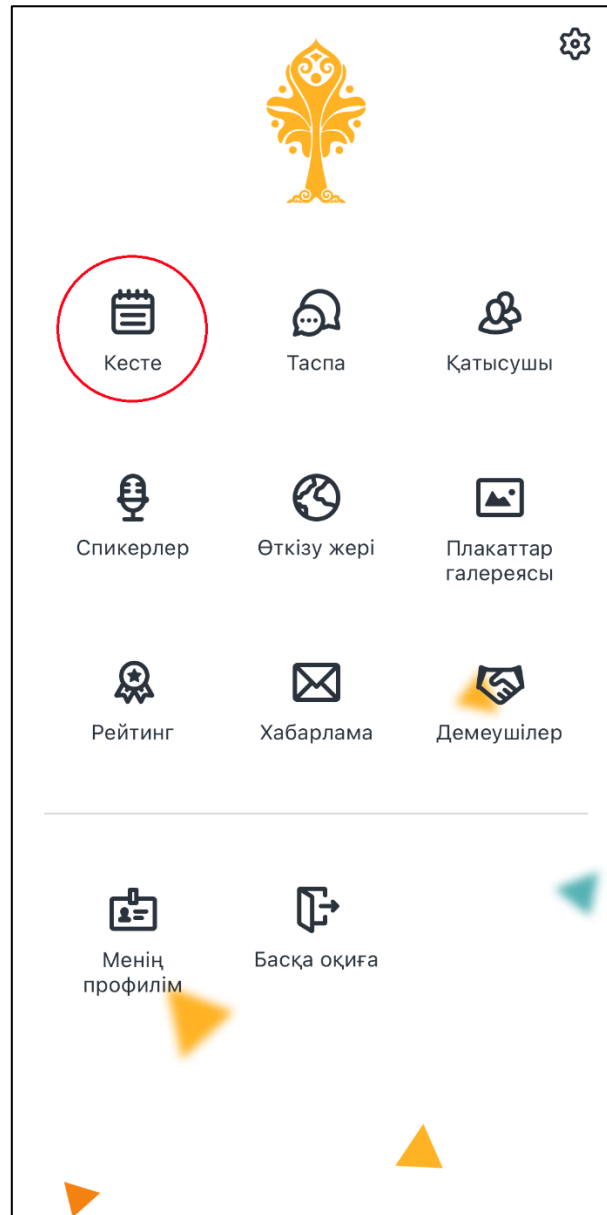 Кесте
Таспа
Қатысушы
Спикерлер
Өткізу жері
Плакаттар
галереясы
Рейтинг
Хабарлама
Демеушілер
Менің
профилім
Басқа оқиға